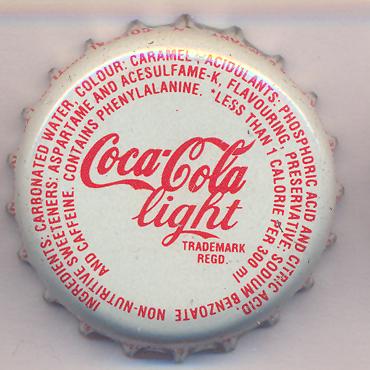 INGREDIENTS: CARBONATED WATER, COLOUR: CARAMEL, ACIDULANTS: PHOSPHORIC ACID AND CITRIC ACID,
NON-NUTRITIVE SWEETENERS: ASPARTAME AND ACESULFAME-K, FLAVOURING, PRESERVATIVE: SODIUM BENZOATE
AND CAFFEINE. CONTAINS PHENYLALANINE. *LESS THAN 1 CALORIE PER 300 ml
Coca-Cola
light
TRADEMARK
REGD.